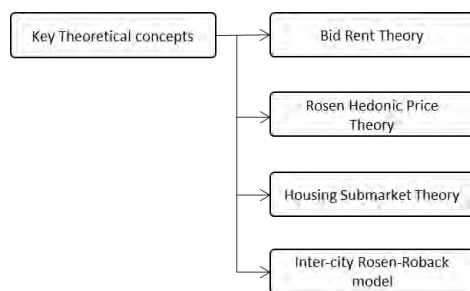 Key Theoretical concepts
Bid Rent Theory
Rosen Hedonic Price
Theory
Housing Submarket Theory
Inter-city Rosen-Roback
model